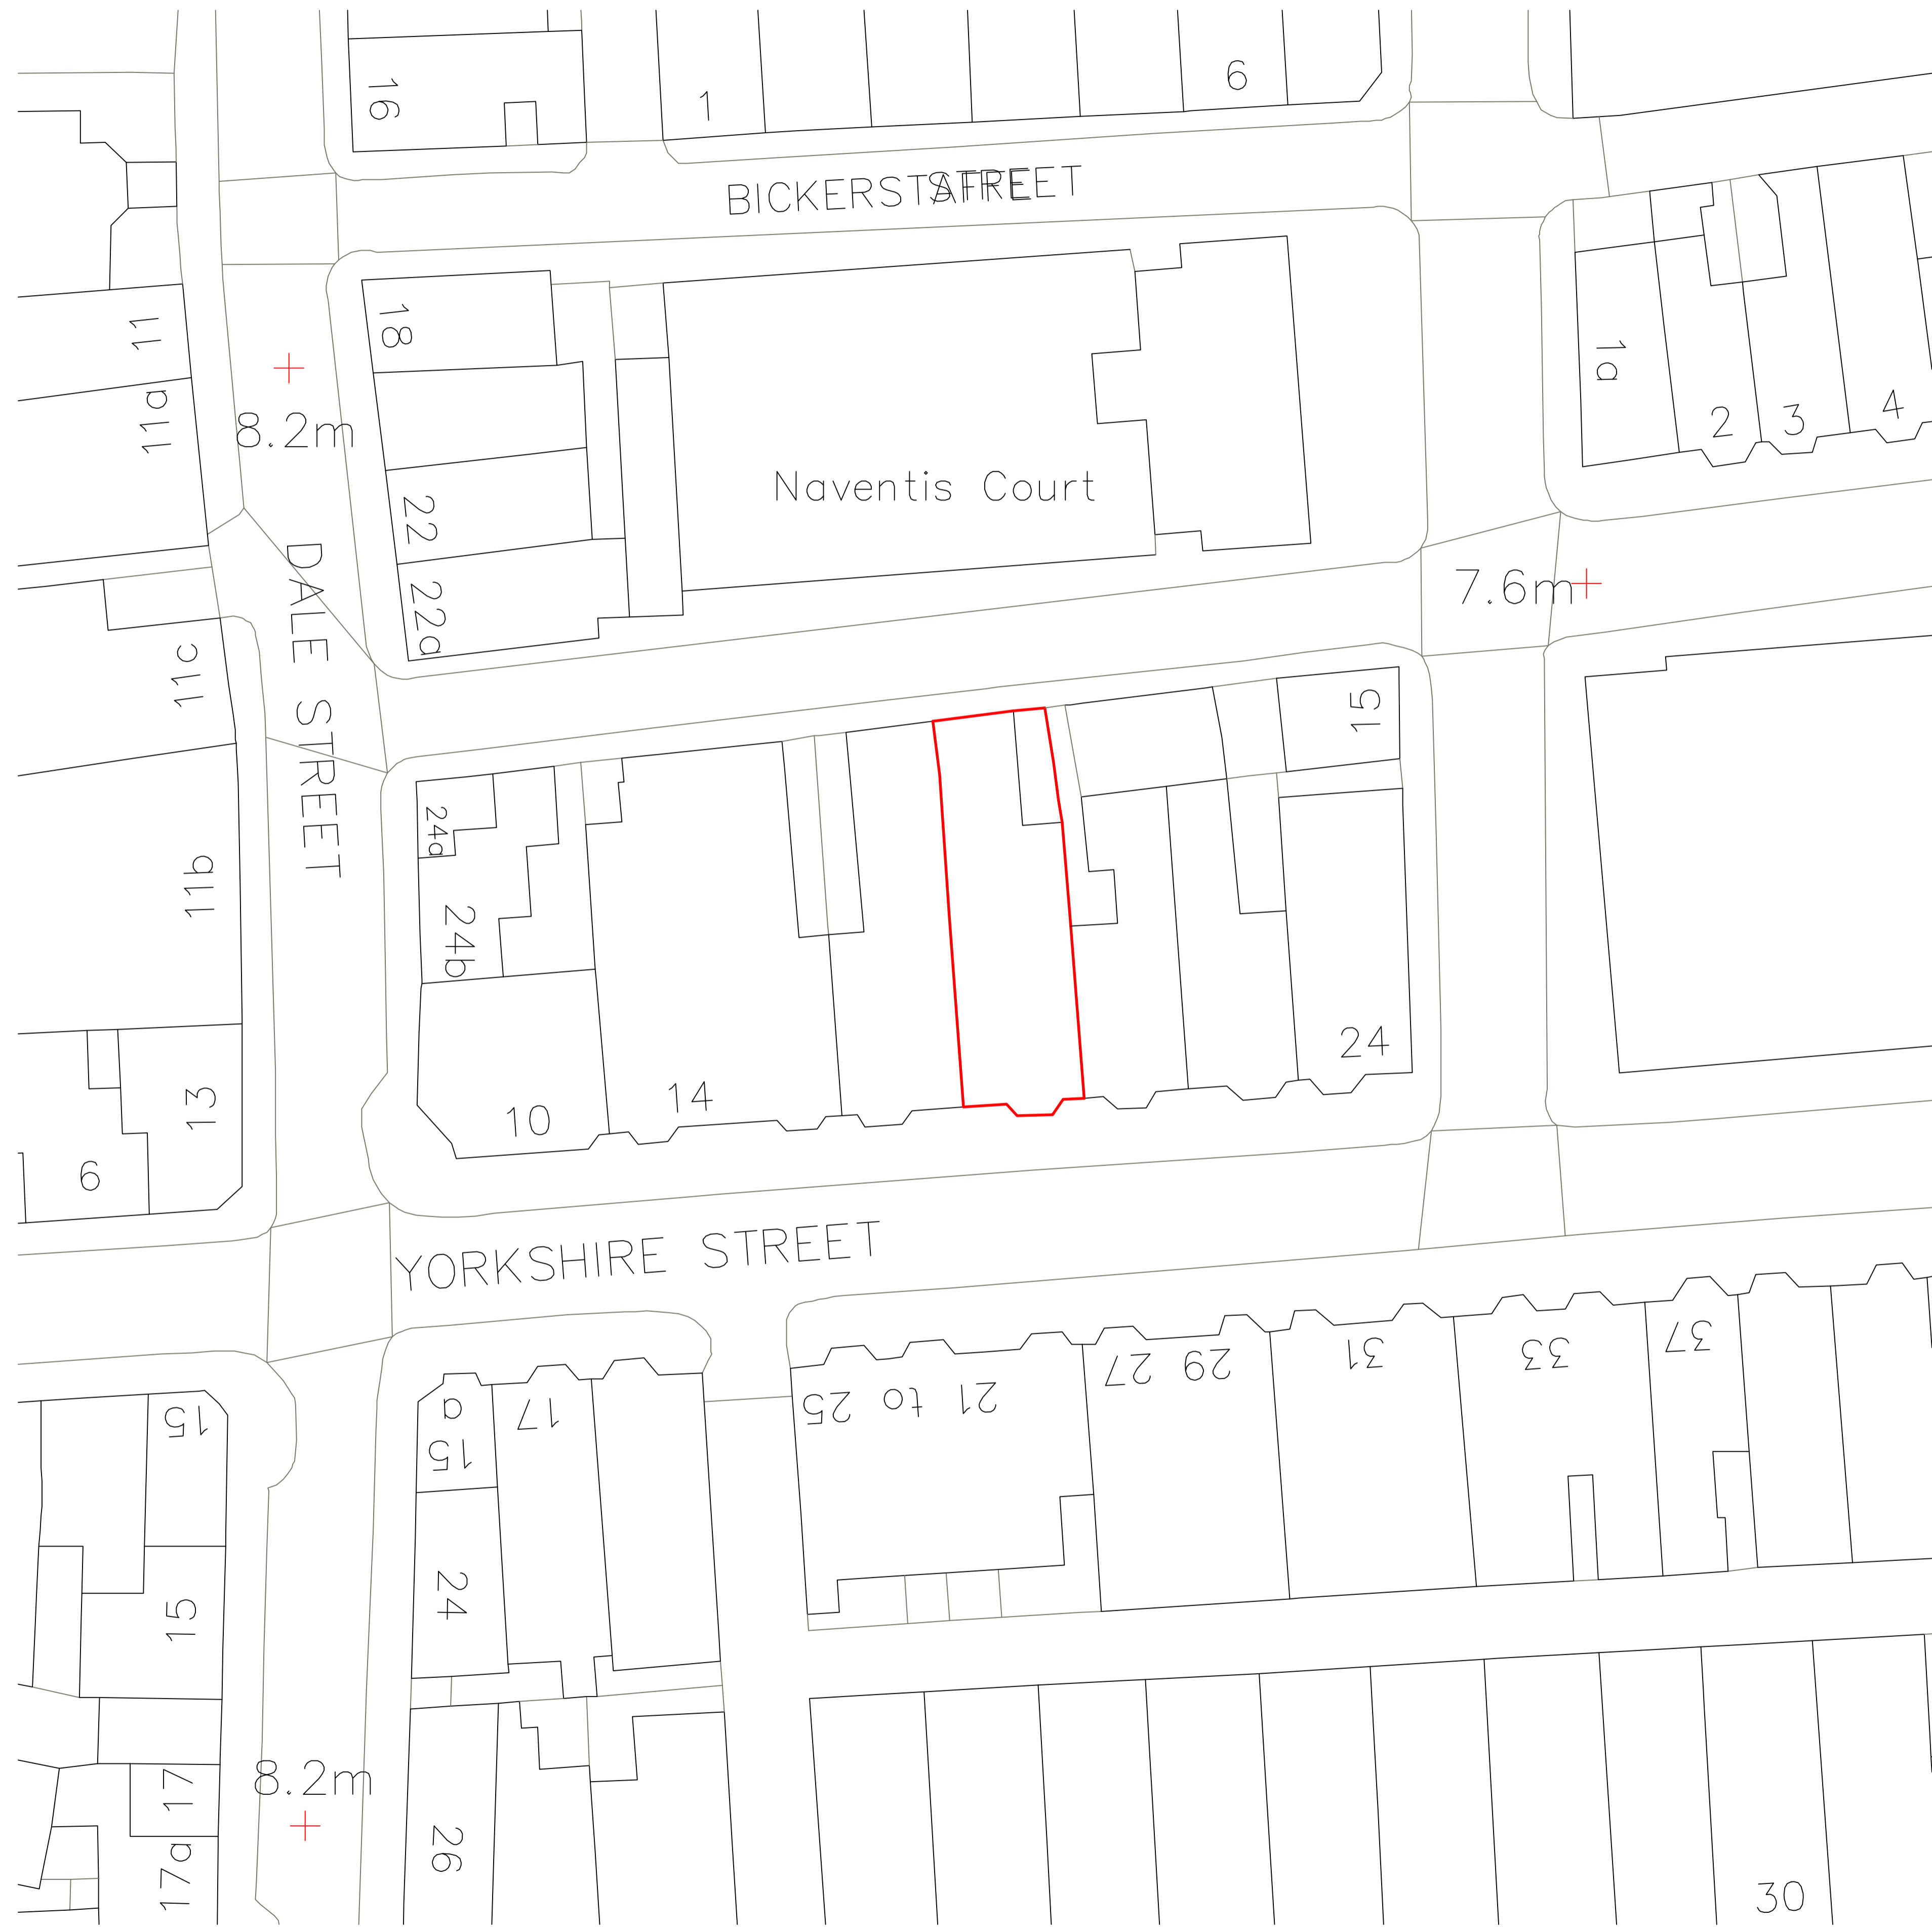 16
1
6
BICKERSTAFFE STREET
18
11
1a
11a
8.2m
2
3
4
22
Naventis Court
DALE STREET
7.6m
22a
11c
15
24a
11b
24b
24
13
14
10
6
YORKSHIRE STREET
37
33
31
29
27
21 to 25
17
15a
15
24
15
8.2m
17
26
17a
30